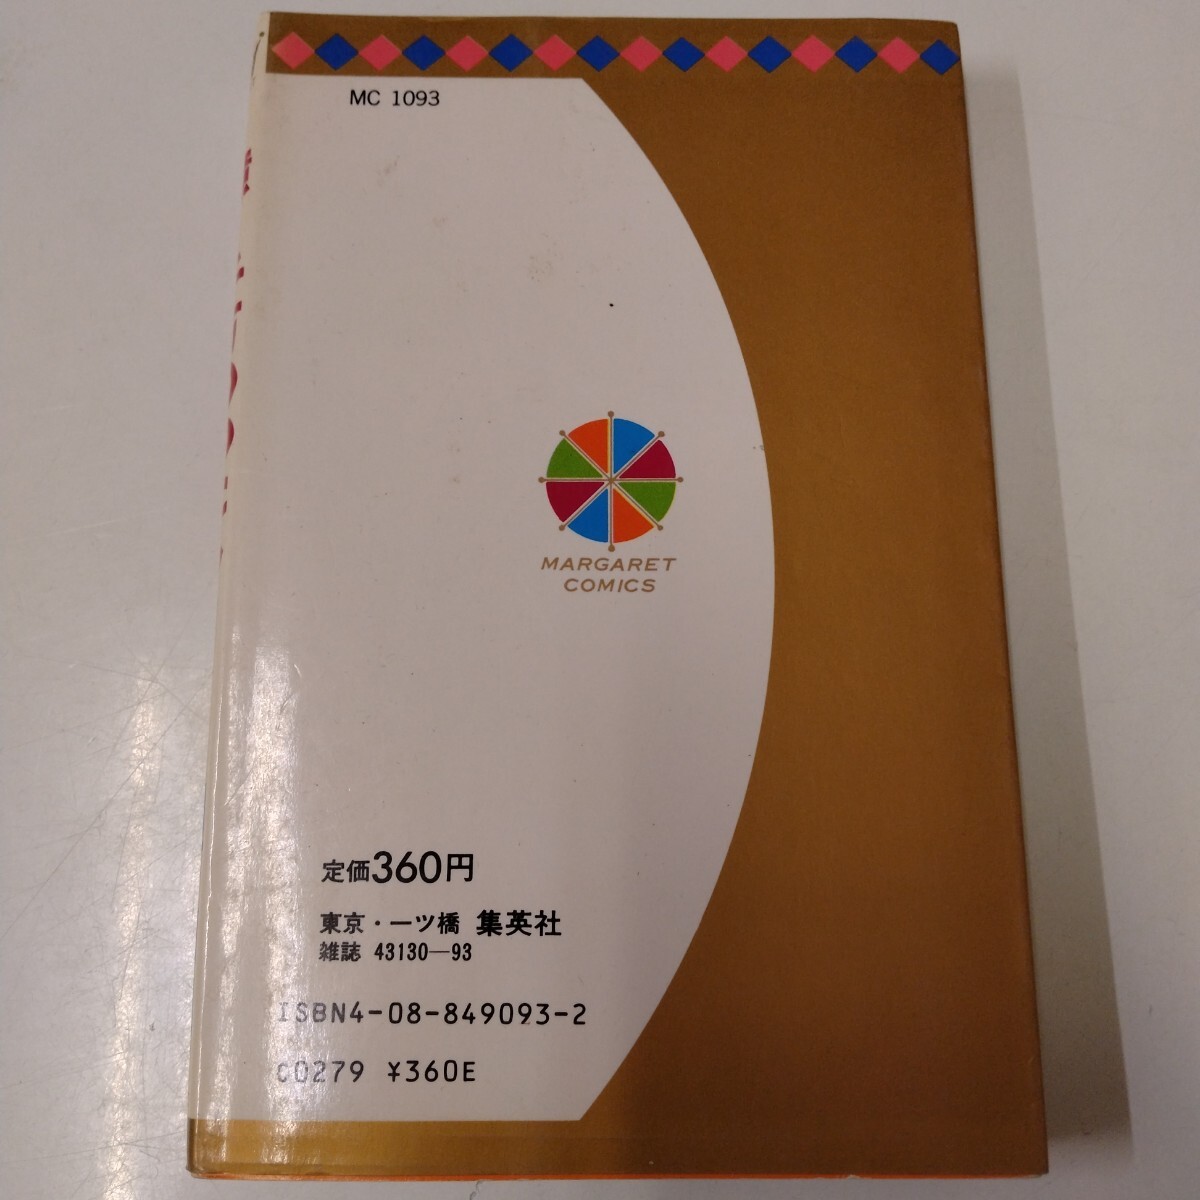 MC 1093
MARGARET
COMICS
定価360円
東京・一ツ橋 集英社
雑誌 43130—93
ISBN4-08-849093-2
C0279 ¥360E